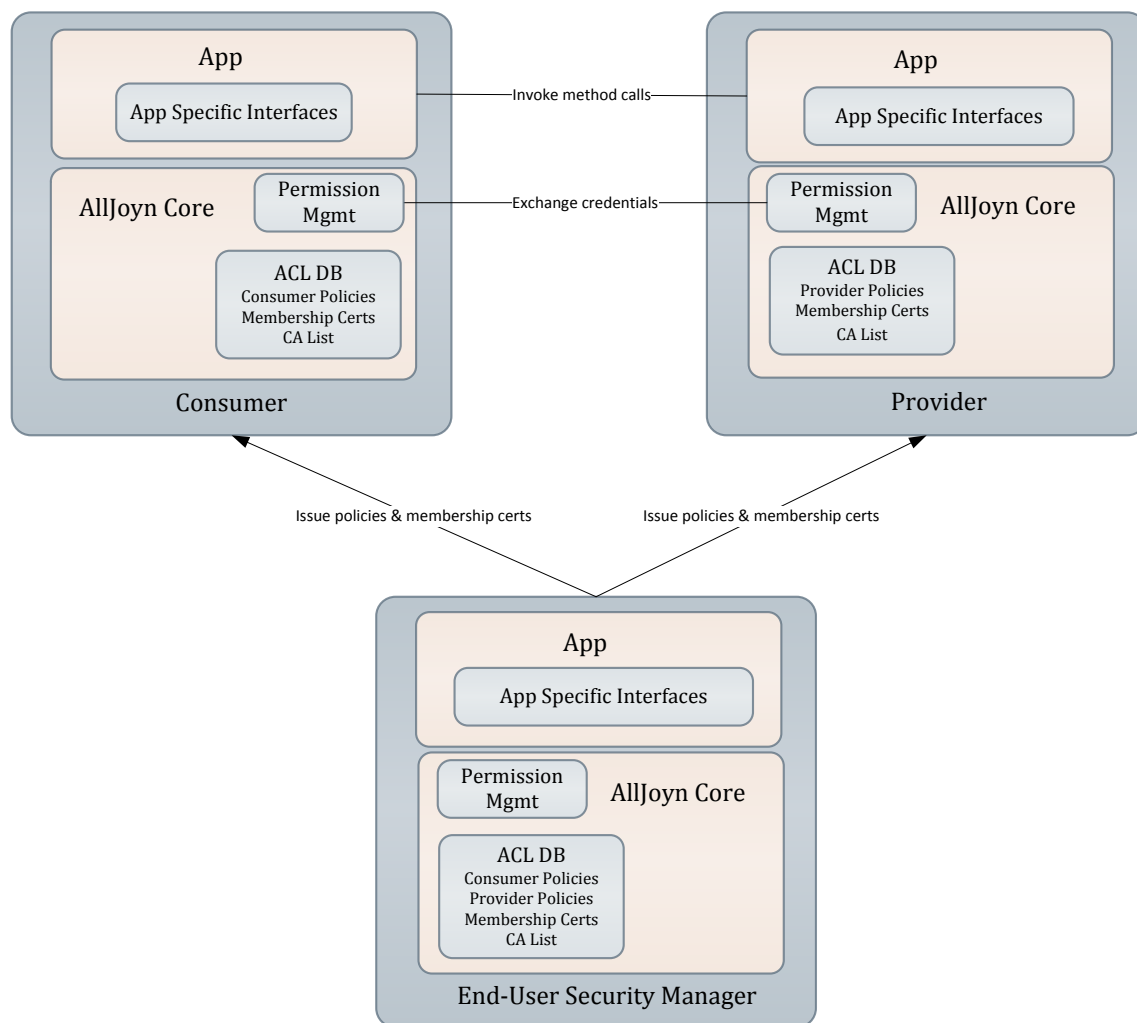 App
App Specific Interfaces
AllJoyn Core
Permission
Mgmt
ACL DB
Consumer Policies
Membership Certs
CA List
Consumer
Invoke method calls
Exchange credentials
App
App Specific Interfaces
Permission
Mgmt
AllJoyn Core
ACL DB
Provider Policies
Membership Certs
CA List
Provider
Issue policies & membership certs
Issue policies & membership certs
App
App Specific Interfaces
Permission
Mgmt
AllJoyn Core
ACL DB
Consumer Policies
Provider Policies
Membership Certs
CA List
End-User Security Manager